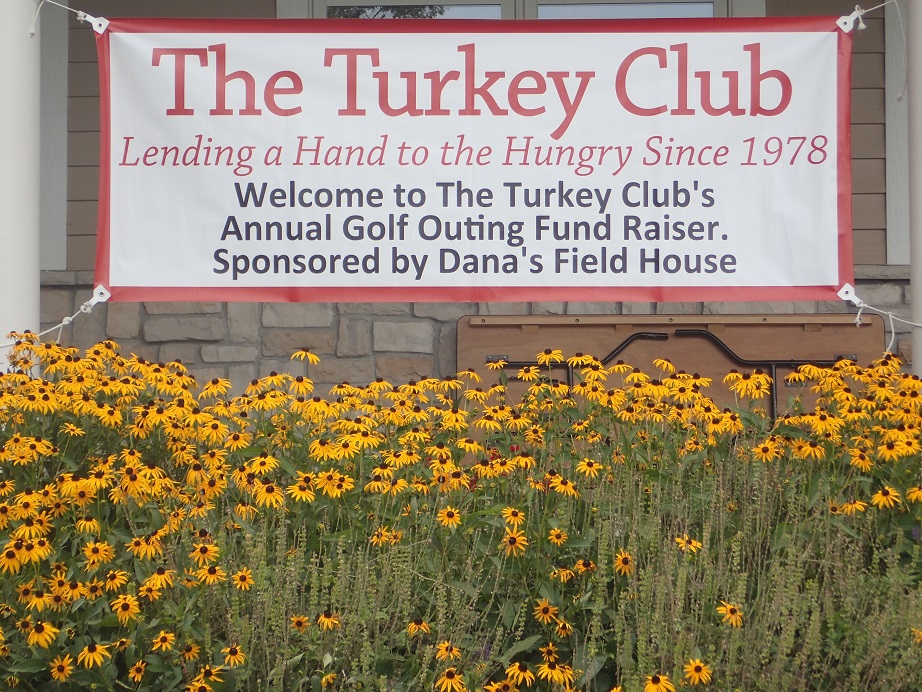 The Turkey Club
Lending a Hand to the Hungry Since 1978
Welcome to The Turkey Club's
Annual Golf Outing Fund Raiser.
Sponsored by Dana's Field House